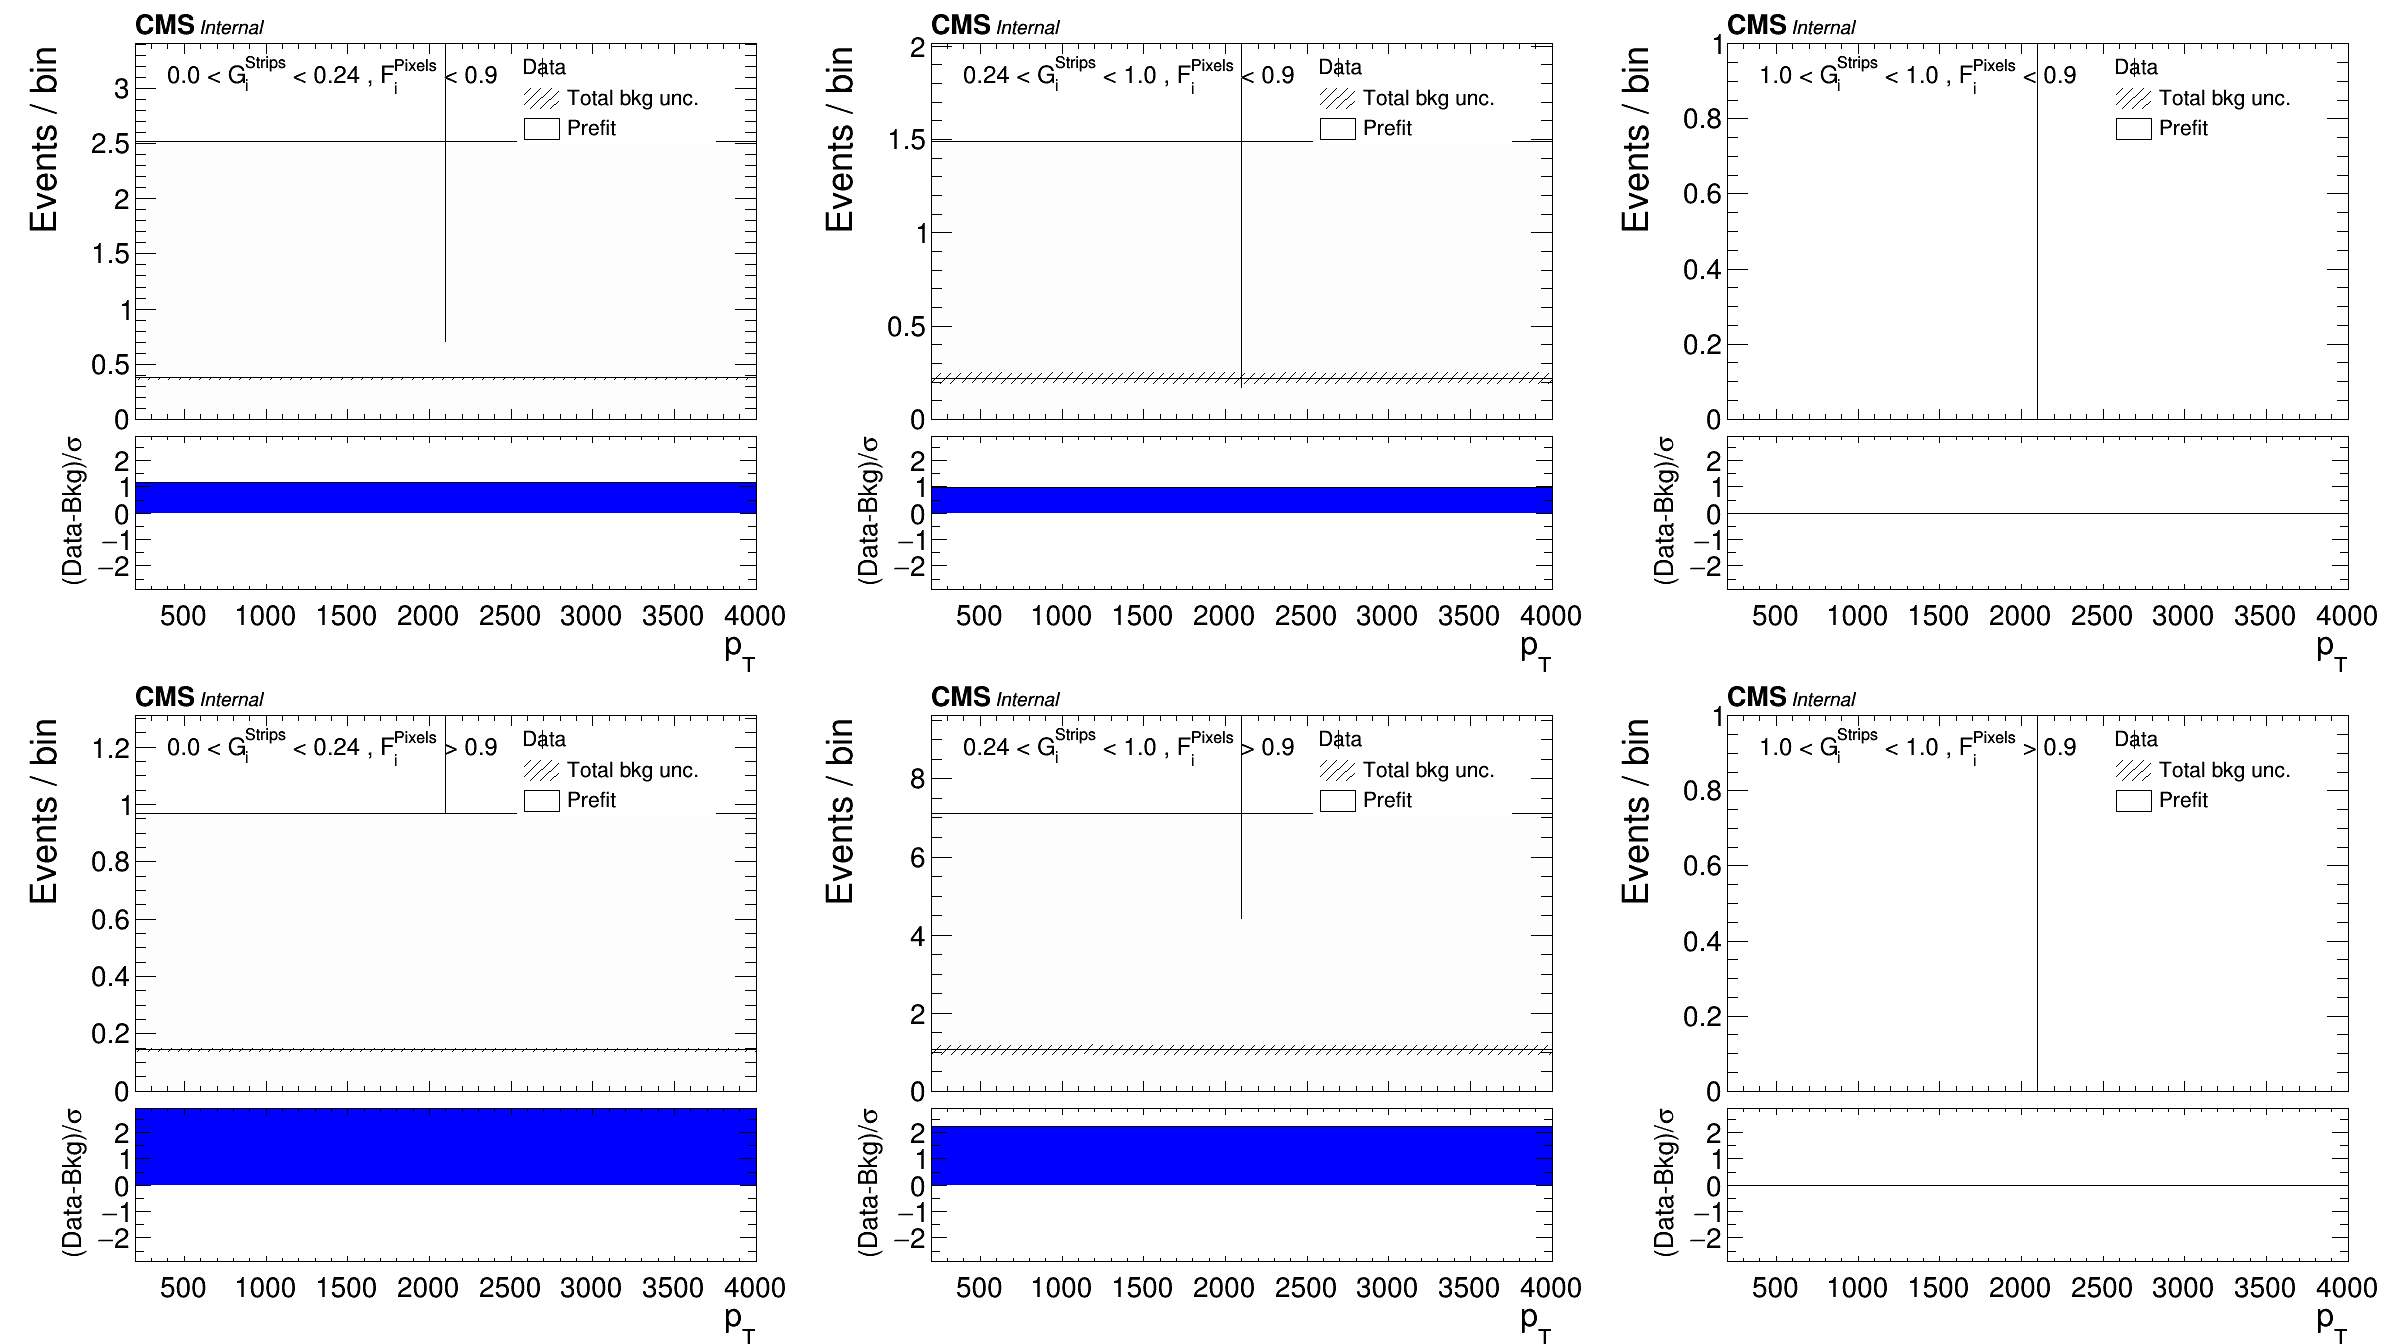 CMS Internal
Events / bin
0.0 < G_i^Strips < 0.24 , F_i^Pixels < 0.9
Data
Total bkg unc.
Prefit
3
2.5
2
1.5
1
0.5
0
(Data-Bkg)/σ
2
1
0
−1
−2
500 1000 1500 2000 2500 3000 3500 4000
p_T
CMS Internal
Events / bin
0.24 < G_i^Strips < 1.0 , F_i^Pixels < 0.9
Data
Total bkg unc.
Prefit
2
1.5
1
0.5
0
(Data-Bkg)/σ
2
1
0
−1
−2
500 1000 1500 2000 2500 3000 3500 4000
p_T
CMS Internal
Events / bin
1.0 < G_i^Strips < 1.0 , F_i^Pixels < 0.9
Data
Total bkg unc.
Prefit
1
0.8
0.6
0.4
0.2
0
(Data-Bkg)/σ
2
1
0
−1
−2
500 1000 1500 2000 2500 3000 3500 4000
p_T
CMS Internal
Events / bin
0.0 < G_i^Strips < 0.24 , F_i^Pixels > 0.9
Data
Total bkg unc.
Prefit
1.2
1
0.8
0.6
0.4
0.2
0
(Data-Bkg)/σ
2
1
0
−1
−2
500 1000 1500 2000 2500 3000 3500 4000
p_T
CMS Internal
Events / bin
0.24 < G_i^Strips < 1.0 , F_i^Pixels > 0.9
Data
Total bkg unc.
Prefit
8
6
4
2
0
(Data-Bkg)/σ
2
1
0
−1
−2
500 1000 1500 2000 2500 3000 3500 4000
p_T
CMS Internal
Events / bin
1.0 < G_i^Strips < 1.0 , F_i^Pixels > 0.9
Data
Total bkg unc.
Prefit
1
0.8
0.6
0.4
0.2
0
(Data-Bkg)/σ
2
1
0
−1
−2
500 1000 1500 2000 2500 3000 3500 4000
p_T